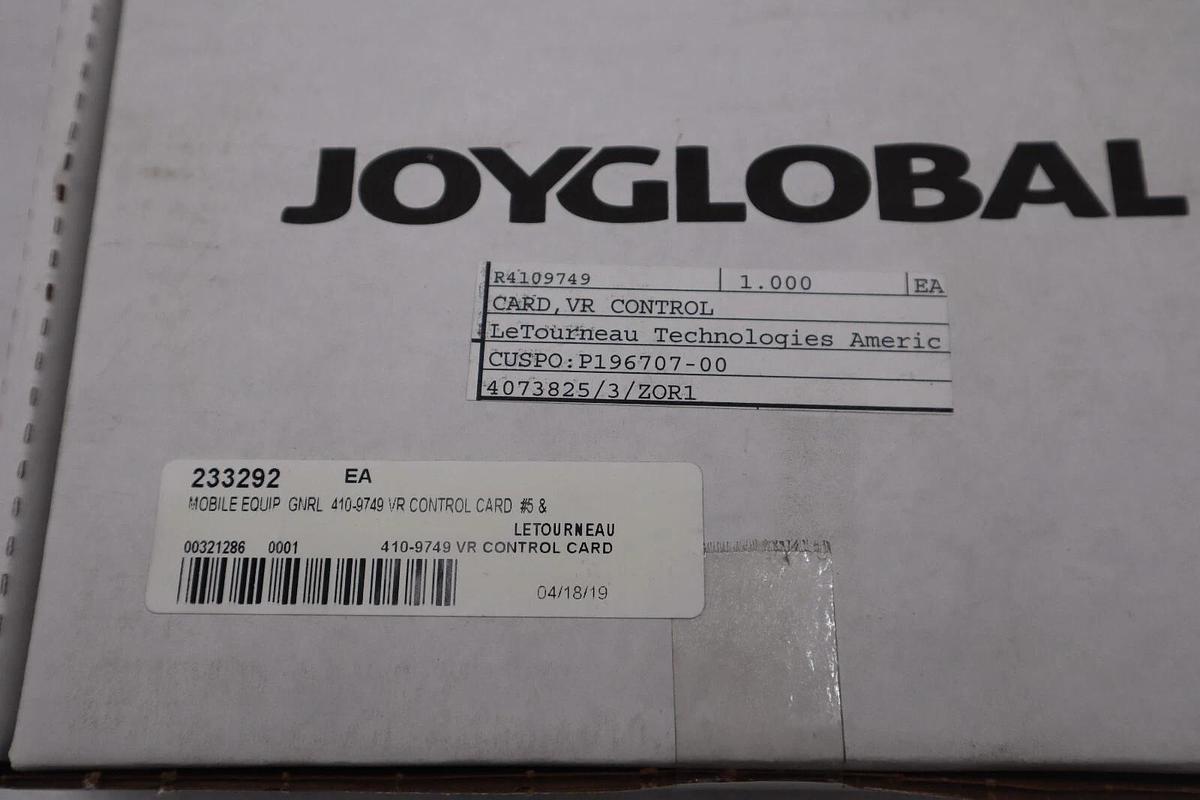 JOYGLOBAL
R4109749 1.000 EA
CARD,VR CONTROL
LeTourneau Technologies Americ
CUSPO:P196707-00
4073825/3/ZOR1
233292 EA
MOBILE EQUIP GNRL 410-9749 VR CONTROL CARD #5 &
LETOURNEAU
00321286 0001 410-9749 VR CONTROL CARD
04/18/19